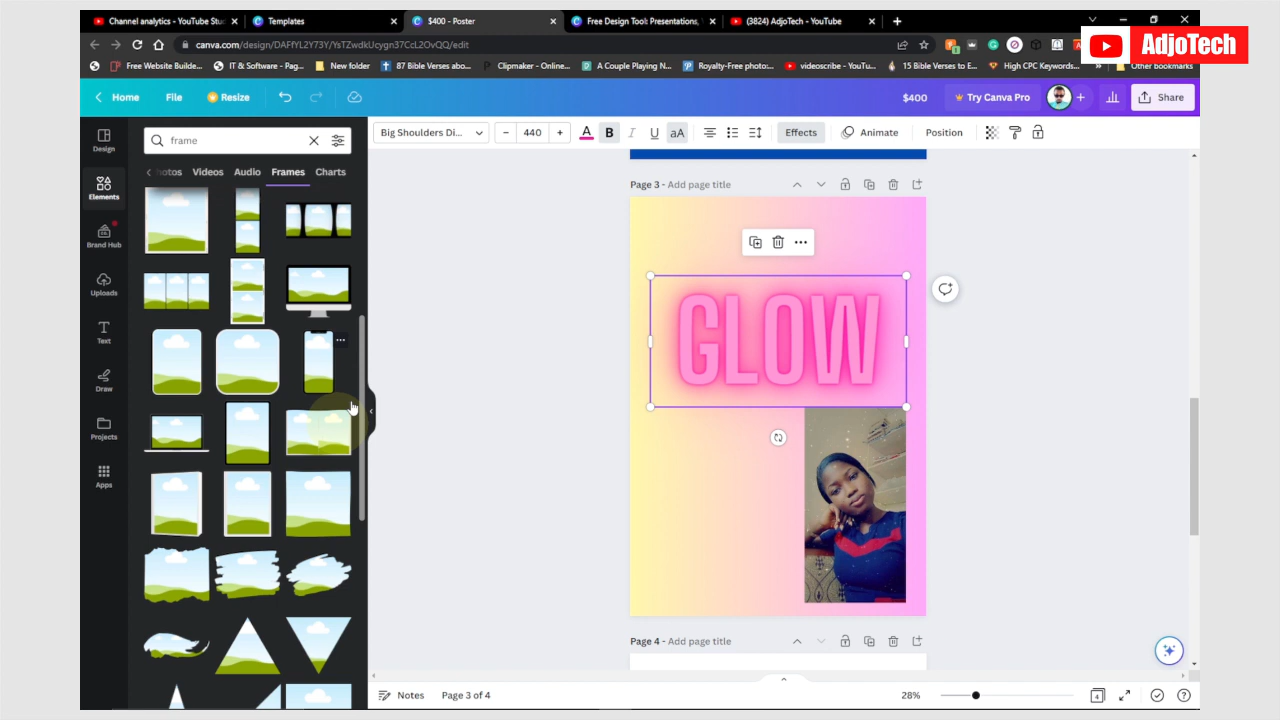 Channel analytics - YouTube Stu
Templates
$400 - Poster
Free Design Tool: Presentations,
(3824) AdjoTech - YouTube
canva.com/design/DAFfYL2Y73Y/YsTZwdkUcygn37CcL2OvQQ/edit
AdjoTech
Free Website Builde...
IT & Software - Pag...
New folder
87 Bible Verses abo...
Clipmaker - Online...
A Couple Playing N...
Royalty-Free photo:...
videoscribe - YouTu...
15 Bible Verses to E...
High CPC Keywords...
Other bookmarks
Home
File
Resize
$400
Try Canva Pro
Share
frame
Big Shoulders Di...
440
A
B
I
U
aA
Effects
Animate
Position
Design
Elements
Brand Hub
Uploads
Text
Draw
Projects
Apps
hotos
Videos
Audio
Frames
Charts
Page 3 - Add page title
GLOW
Page 4 - Add page title
Notes
Page 3 of 4
28%
4